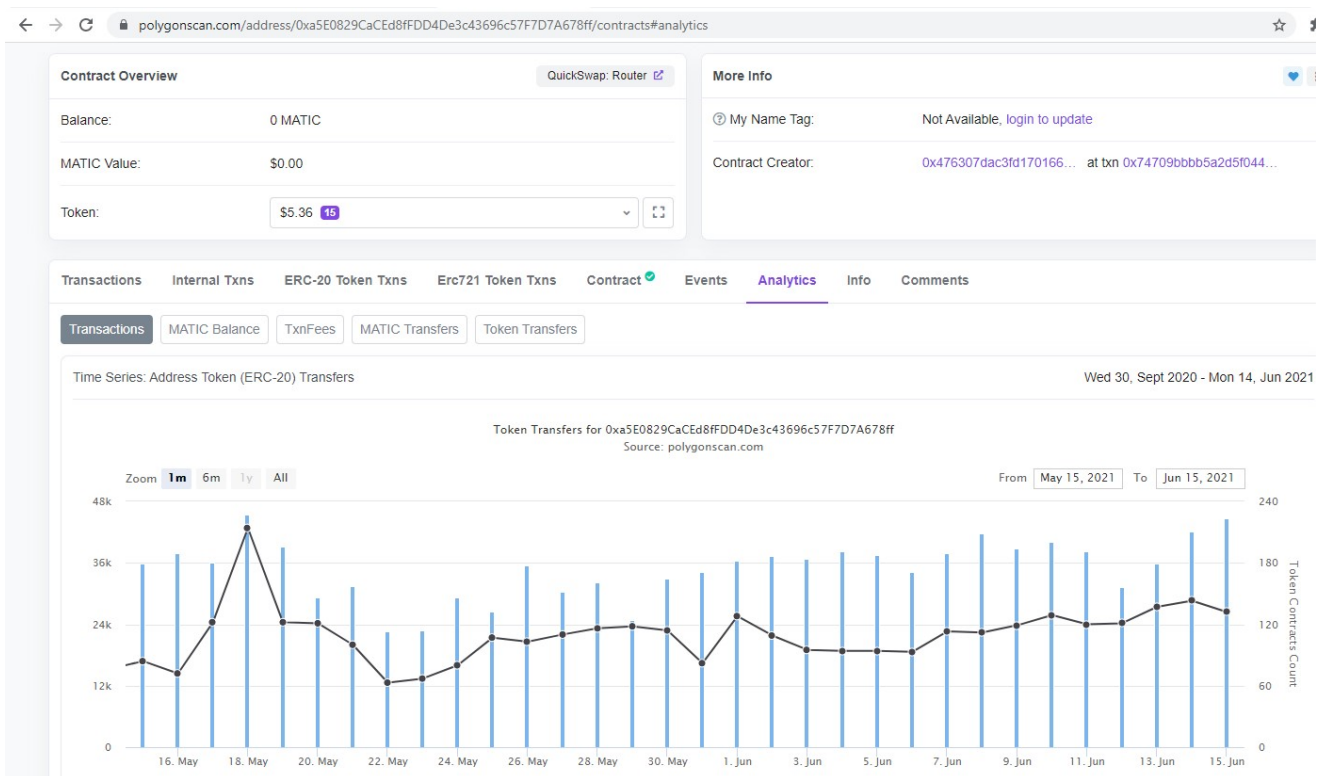 polygonscan.com/address/0xa5E0829CaCEd8fFDD4De3c43696c57F7D7A678ff/contracts#analytics
Contract Overview
QuickSwap: Router
More Info
Balance:
0 MATIC
My Name Tag:
Not Available, login to update
MATIC Value:
$0.00
Contract Creator:
0x476307dac3fd170166... at txn 0x74709bbbb5a2d5f044...
Token:
$5.36 15
Transactions Internal Txns ERC-20 Token Txns Erc721 Token Txns Contract Events Analytics Info Comments
Transactions MATIC Balance TxnFees MATIC Transfers Token Transfers
Time Series: Address Token (ERC-20) Transfers
Wed 30, Sept 2020 - Mon 14, Jun 2021
Token Transfers for 0xa5E0829CaCEd8fFDD4De3c43696c57F7D7A678ff
Source: polygonscan.com
Zoom 1m 6m 1y All
From May 15, 2021 To Jun 15, 2021
48k
36k
24k
12k
0
240
180
120
60
0
Token Contracts Count
16. May 18. May 20. May 22. May 24. May 26. May 28. May 30. May 1. Jun 3. Jun 5. Jun 7. Jun 9. Jun 11. Jun 13. Jun 15. Jun